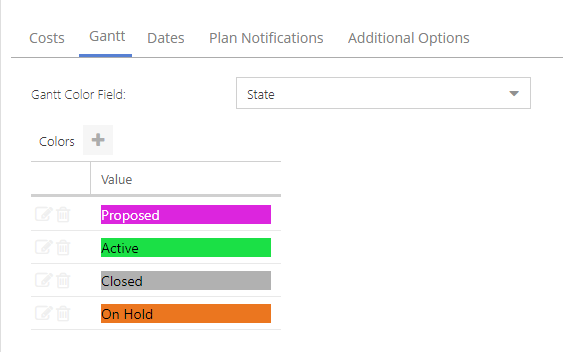 Costs Gantt Dates Plan Notifications Additional Options
Gantt Color Field: State
Colors
Value
Proposed
Active
Closed
On Hold